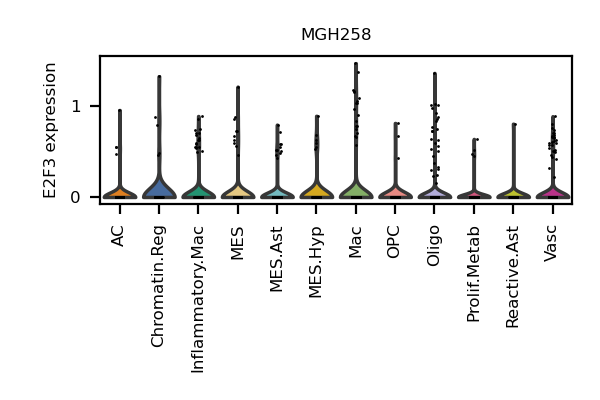 MGH258
E2F3 expression
1
0
AC
Chromatin.Reg
Inflammatory.Mac
MES
MES.Ast
MES.Hyp
Mac
OPC
Oligo
Prolif.Metab
Reactive.Ast
Vasc